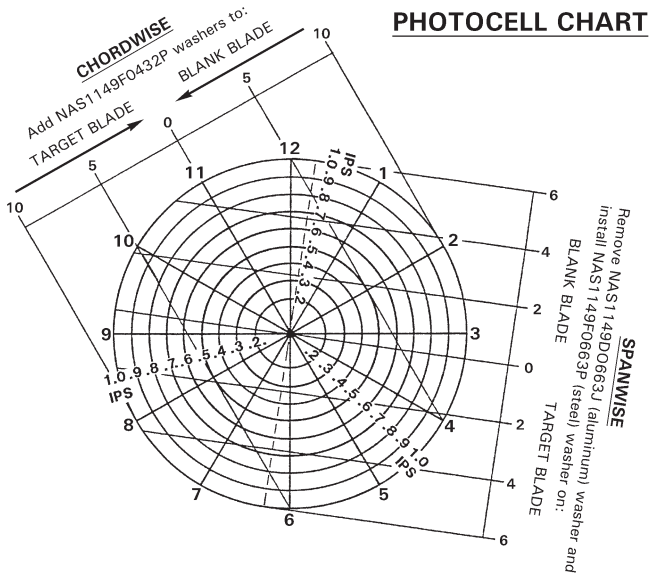 PHOTOCELL CHART
CHORDWISE
Add NAS1149F0432P washers to:
TARGET BLADE
BLANK BLADE
10
5
0
5
10
12
1
2
3
4
5
6
7
8
9
10
11
IPS
1.0 .9 .8 .7 .6 .5 .4 .3 .2
1.0 .9 .8 .7 .6 .5 .4 .3 .2
IPS
.2 .3 .4 .5 .6 .7 .8 .9 1.0
IPS
6
4
2
0
2
4
6
SPANWISE
Remove NAS1149DO663J (aluminum) washer and
install NAS1149F0663P (steel) washer on:
BLANK BLADE
TARGET BLADE